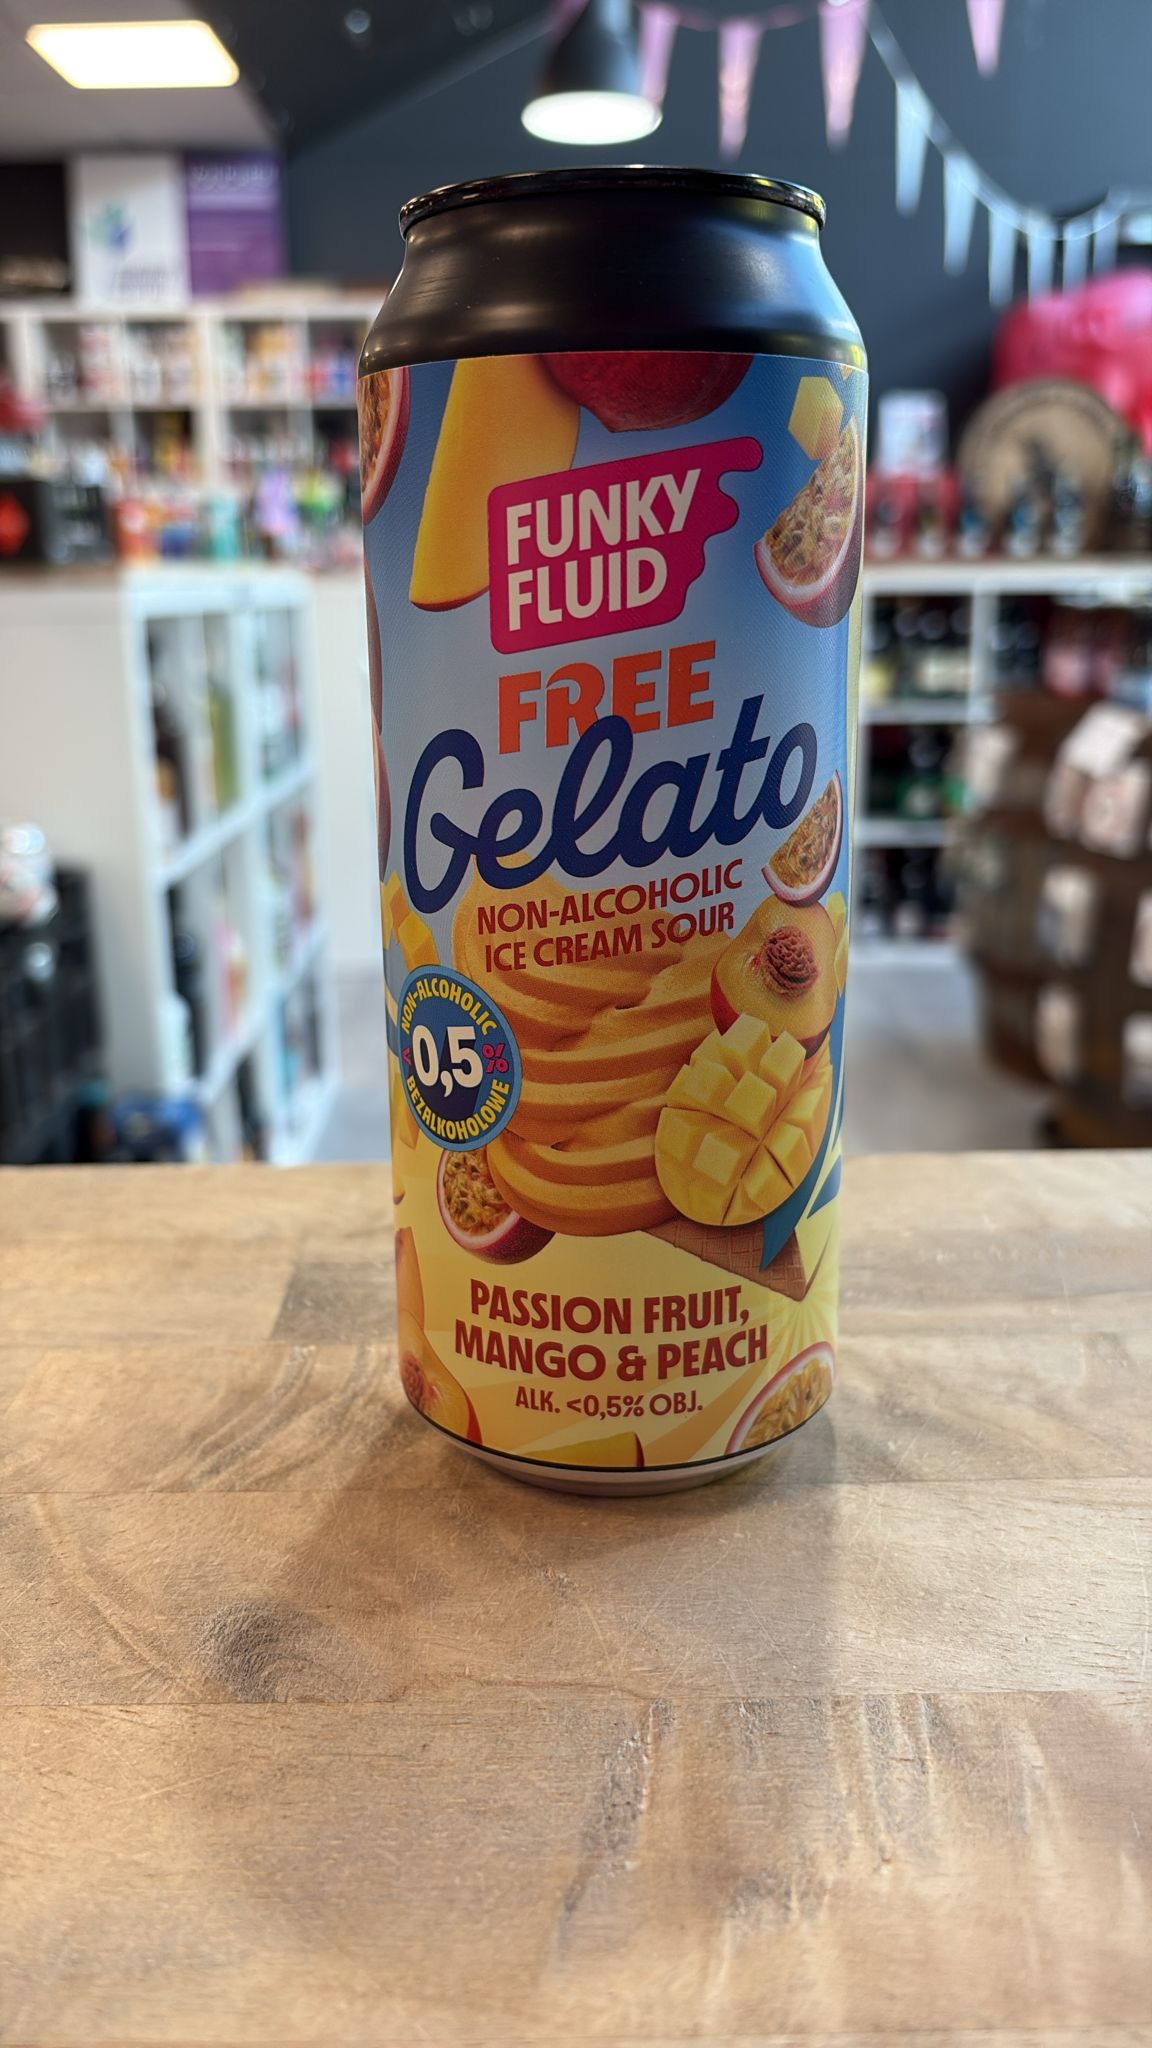 FUNKY
FLUID
FREE
Gelato
NON-ALCOHOLIC
ICE CREAM SOUR
NON-ALCOHOLIC
<0,5%
BEZALKOHOLOWE
PASSION FRUIT,
MANGO & PEACH
ALK. <0,5% OBJ.